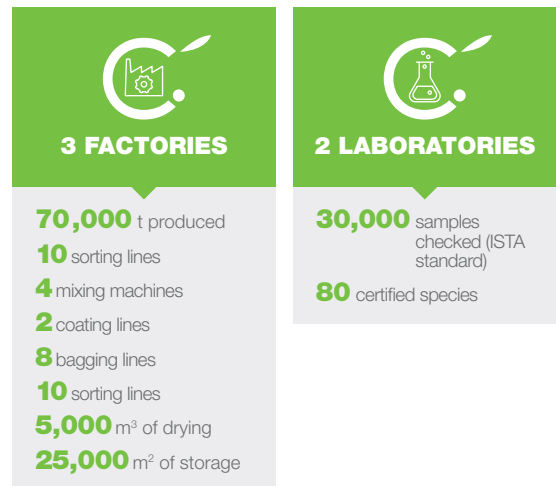 3 FACTORIES
70,000 t produced
10 sorting lines
4 mixing machines
2 coating lines
8 bagging lines
10 sorting lines
5,000 m³ of drying
25,000 m² of storage
2 LABORATORIES
30,000 samples
checked (ISTA
standard)
80 certified species